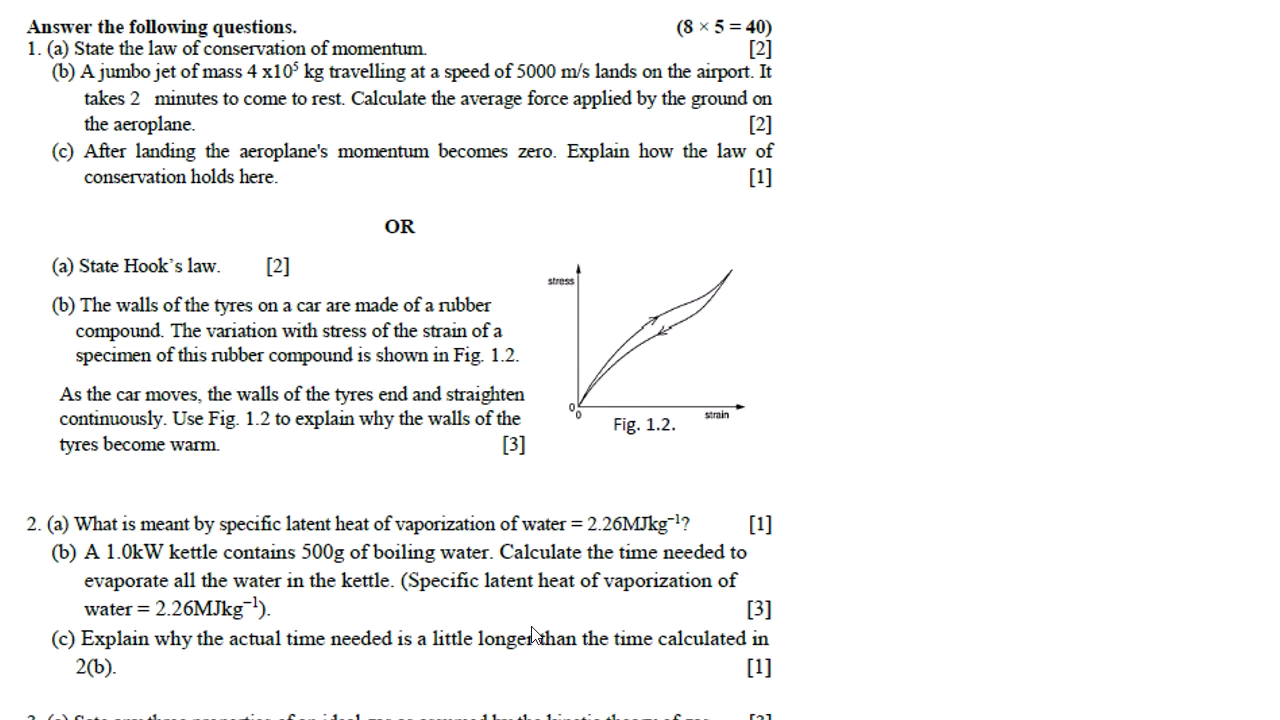 Answer the following questions. (8 × 5 = 40)
1. (a) State the law of conservation of momentum. [2]
(b) A jumbo jet of mass 4 x10⁵ kg travelling at a speed of 5000 m/s lands on the airport. It
takes 2 minutes to come to rest. Calculate the average force applied by the ground on
the aeroplane. [2]
(c) After landing the aeroplane's momentum becomes zero. Explain how the law of
conservation holds here. [1]
OR
(a) State Hook's law. [2]
(b) The walls of the tyres on a car are made of a rubber
compound. The variation with stress of the strain of a
specimen of this rubber compound is shown in Fig. 1.2.
As the car moves, the walls of the tyres end and straighten
continuously. Use Fig. 1.2 to explain why the walls of the
tyres become warm. [3]
stress
0
0
strain
Fig. 1.2.
2. (a) What is meant by specific latent heat of vaporization of water = 2.26MJkg⁻¹? [1]
(b) A 1.0kW kettle contains 500g of boiling water. Calculate the time needed to
evaporate all the water in the kettle. (Specific latent heat of vaporization of
water = 2.26MJkg⁻¹). [3]
(c) Explain why the actual time needed is a little longer than the time calculated in
2(b). [1]